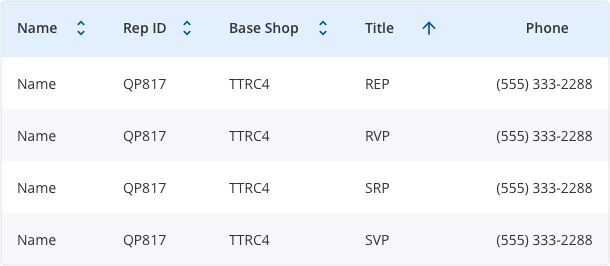 Name Rep ID Base Shop Title Phone
Name QP817 TTRC4 REP (555) 333-2288
Name QP817 TTRC4 RVP (555) 333-2288
Name QP817 TTRC4 SRP (555) 333-2288
Name QP817 TTRC4 SVP (555) 333-2288